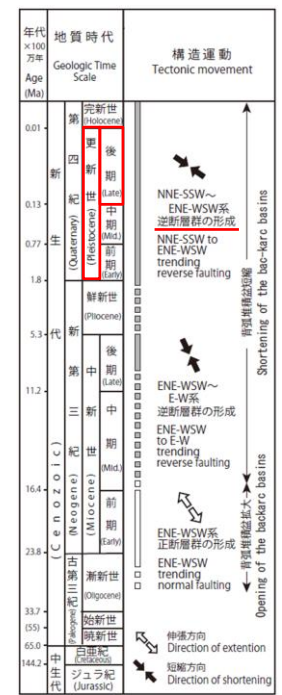 年代
×100
万年
Age
(Ma)
地質時代
Geologic Time
Scale
構造運動
Tectonic movement
0.01
0.13
0.77
1.8
5.3
11.2
16.4
23.8
33.7
(55)
65.0
144.2
新生代
(Cenozoic)
中生代
第四紀
(Quaternary)
新第三紀
(Neogene)
古第三紀
(Paleogene)
完新世
(Holocene)
更新世
(Pleistocene)
後期
(Late)
中期
(Mid.)
前期
(Early)
鮮新世
(Pliocene)
中新世
(Miocene)
後期
(Late)
中期
(Mid.)
前期
(Early)
漸新世
(Oligocene)
始新世
暁新世
白亜紀
(Cretaceous)
ジュラ紀
(Jurassic)
NNE-SSW～
ENE-WSW系
逆断層群の形成
NNE-SSW to
ENE-WSW
trending
reverse faulting
ENE-WSW～
E-W系
逆断層群の形成
ENE-WSW
to E-W
trending
reverse faulting
ENE-WSW系
正断層群の形成
ENE-WSW
trending
normal faulting
背弧堆積盆短縮
Shortening of the bac-karc basins
背弧堆積盆拡大
Opening of the backarc basins
伸張方向
Direction of extention
短縮方向
Direction of shortening